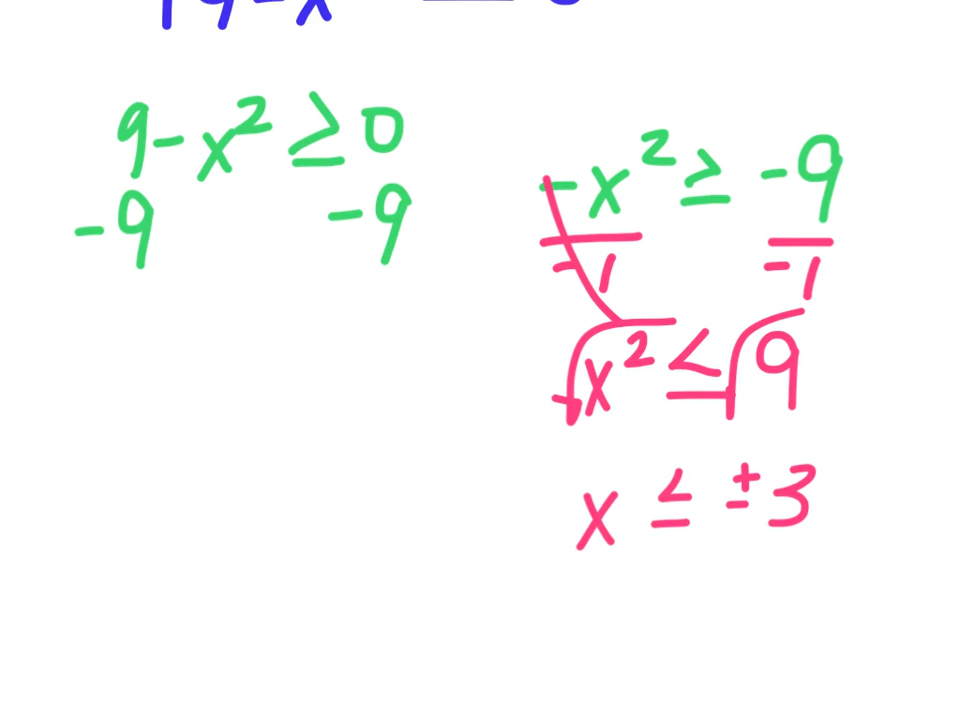 9 - x² ≥ 0
-9 -9
-x² ≥ -9
-1 -1
√x² ≤ √9
x ≤ ±3